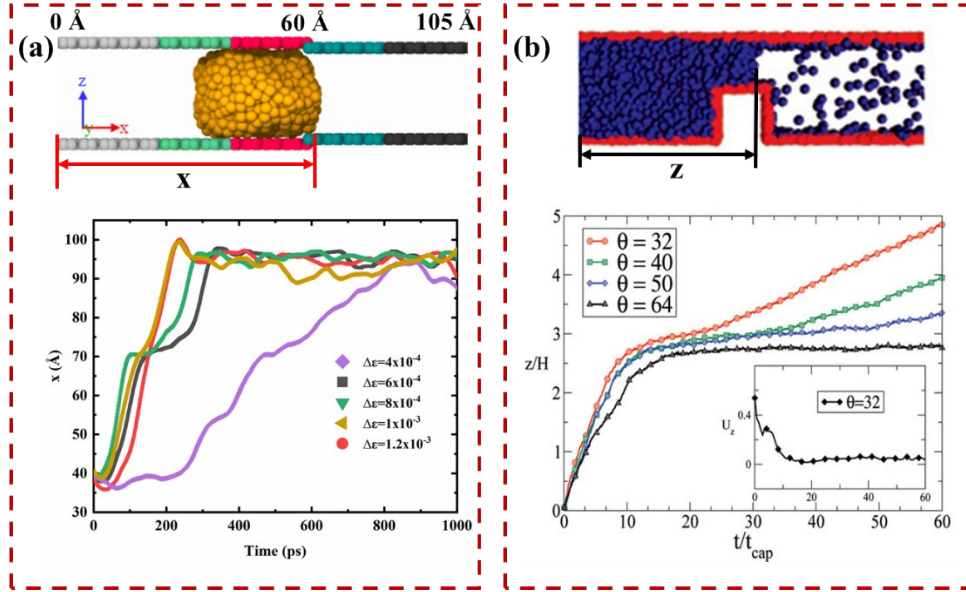 (a)
0 Å 60 Å 105 Å
z
y
x
x
x (Å)
100
90
80
70
60
50
40
30
Δε=4x10⁻⁴
Δε=6x10⁻⁴
Δε=8x10⁻⁴
Δε=1x10⁻³
Δε=1.2x10⁻³
0 200 400 600 800 1000
Time (ps)
(b)
z
z/H
5
4
3
2
1
0
θ = 32
θ = 40
θ = 50
θ = 64
θ=32
U_z
0.4
0
0 20 40 60
0 10 20 30 40 50 60
t/t_cap